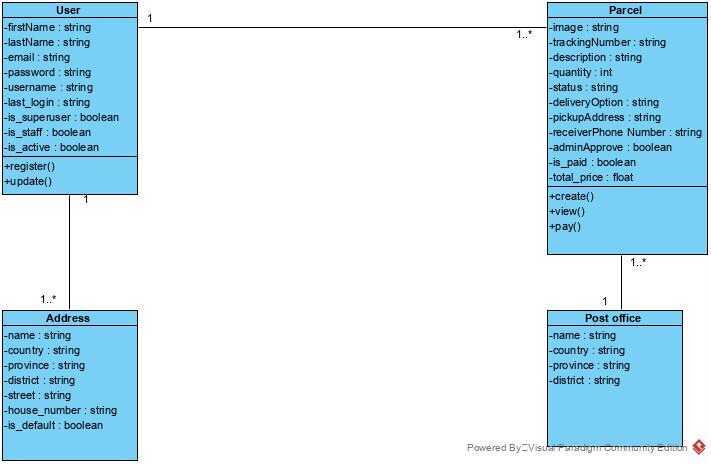 User
-firstName : string
-lastName : string
-email : string
-password : string
-username : string
-last_login : string
-is_superuser : boolean
-is_staff : boolean
-is_active : boolean
+register()
+update()
1
1..*
Parcel
-image : string
-trackingNumber : string
-description : string
-quantity : int
-status : string
-deliveryOption : string
-pickupAddress : string
-receiverPhone Number : string
-adminApprove : boolean
-is_paid : boolean
-total_price : float
+create()
+view()
+pay()
1
1..*
Address
-name : string
-country : string
-province : string
-district : string
-street : string
-house_number : string
-is_default : boolean
1..*
1
Post office
-name : string
-country : string
-province : string
-district : string
Powered By Visual Paradigm Community Edition